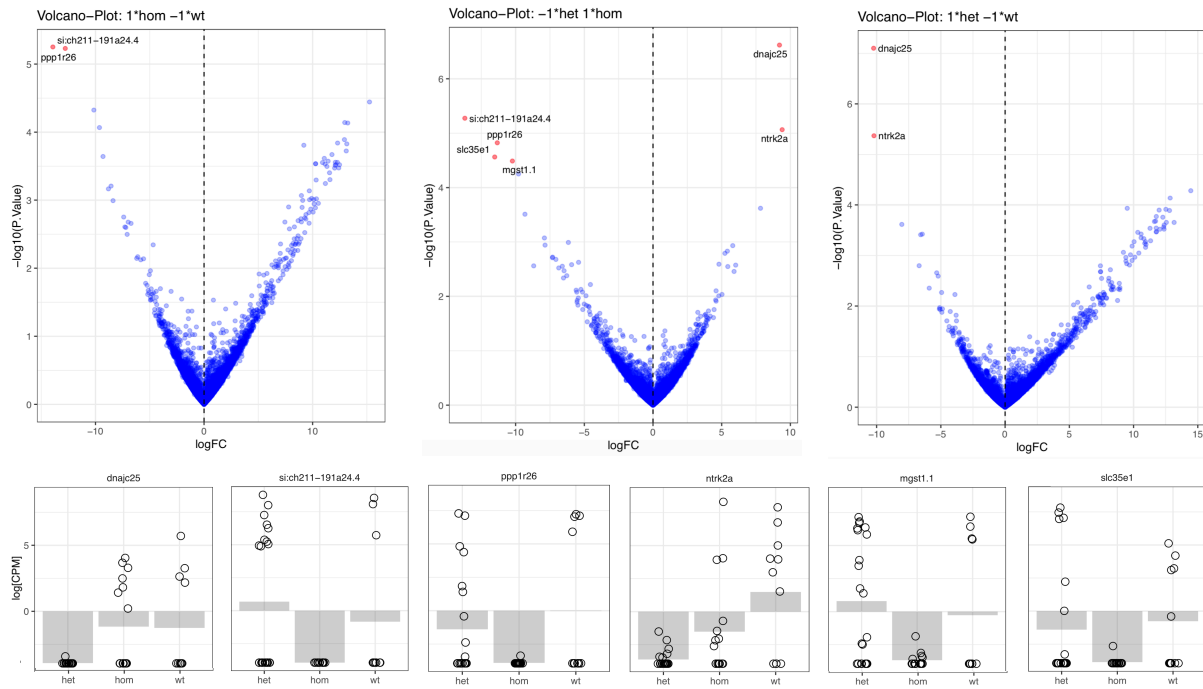 Volcano−Plot: 1*hom −1*wt
si:ch211−191a24.4
ppp1r26
5
4
3
2
1
0
−log10(P.Value)
−10
0
10
logFC
Volcano−Plot: −1*het 1*hom
dnajc25
si:ch211−191a24.4
ntrk2a
ppp1r26
slc35e1
mgst1.1
6
4
2
0
−log10(P.Value)
−15
−10
−5
0
5
10
logFC
Volcano−Plot: 1*het −1*wt
dnajc25
ntrk2a
6
4
2
0
−log10(P.Value)
−10
−5
0
5
10
15
logFC
dnajc25
si:ch211−191a24.4
ppp1r26
ntrk2a
mgst1.1
slc35e1
log[CPM]
5
0
het
hom
wt
het
hom
wt
het
hom
wt
het
hom
wt
het
hom
wt
het
hom
wt